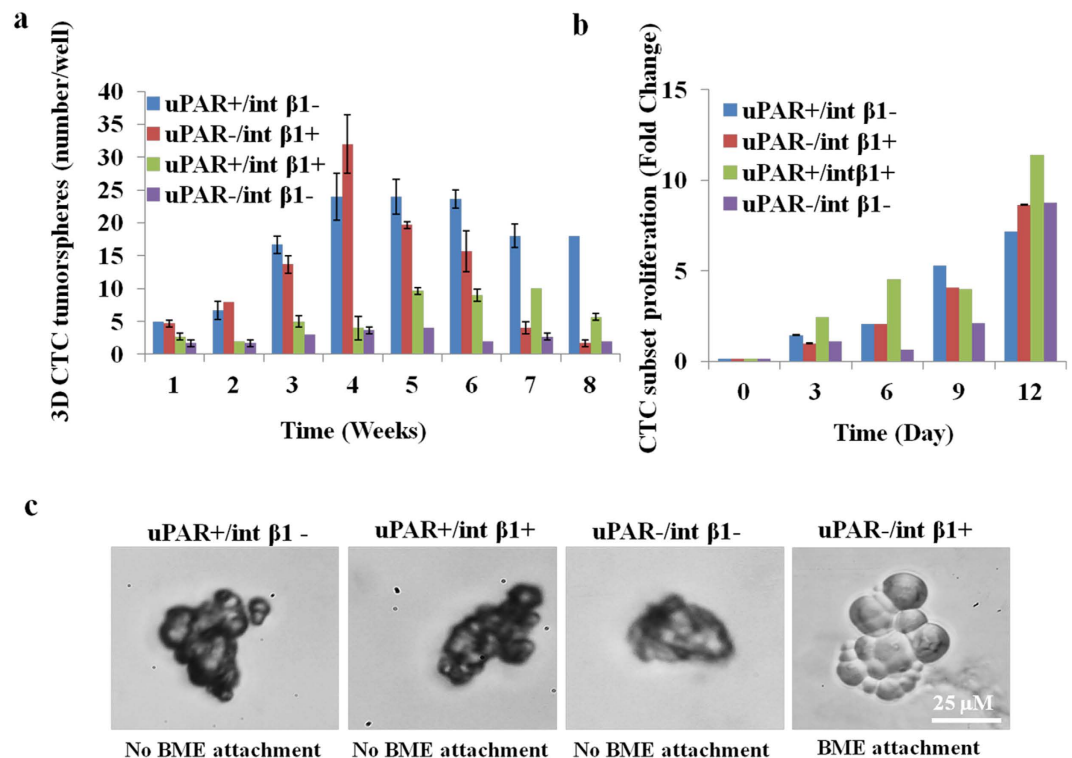 a
3D CTC tumorspheres (number/well)
40
35
30
25
20
15
10
5
0
uPAR+/int β1-
uPAR-/int β1+
uPAR+/int β1+
uPAR-/int β1-
1 2 3 4 5 6 7 8
Time (Weeks)
b
CTC subset proliferation (Fold Change)
15
10
5
0
uPAR+/int β1-
uPAR-/int β1+
uPAR+/intβ1+
uPAR-/int β1-
0 3 6 9 12
Time (Day)
c
uPAR+/int β1 - uPAR+/int β1+ uPAR-/int β1- uPAR-/int β1+
25 μM
No BME attachment No BME attachment No BME attachment BME attachment